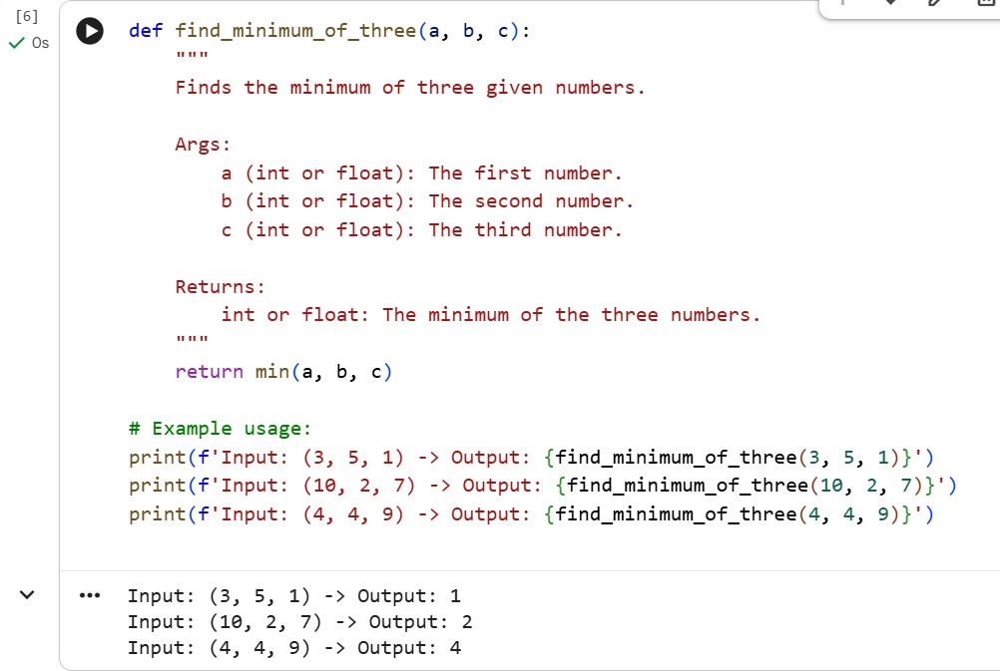 [6]
0s
def find_minimum_of_three(a, b, c):
    """
    Finds the minimum of three given numbers.

    Args:
        a (int or float): The first number.
        b (int or float): The second number.
        c (int or float): The third number.

    Returns:
        int or float: The minimum of the three numbers.
    """
    return min(a, b, c)

# Example usage:
print(f'Input: (3, 5, 1) -> Output: {find_minimum_of_three(3, 5, 1)}')
print(f'Input: (10, 2, 7) -> Output: {find_minimum_of_three(10, 2, 7)}')
print(f'Input: (4, 4, 9) -> Output: {find_minimum_of_three(4, 4, 9)}')

Input: (3, 5, 1) -> Output: 1
Input: (10, 2, 7) -> Output: 2
Input: (4, 4, 9) -> Output: 4